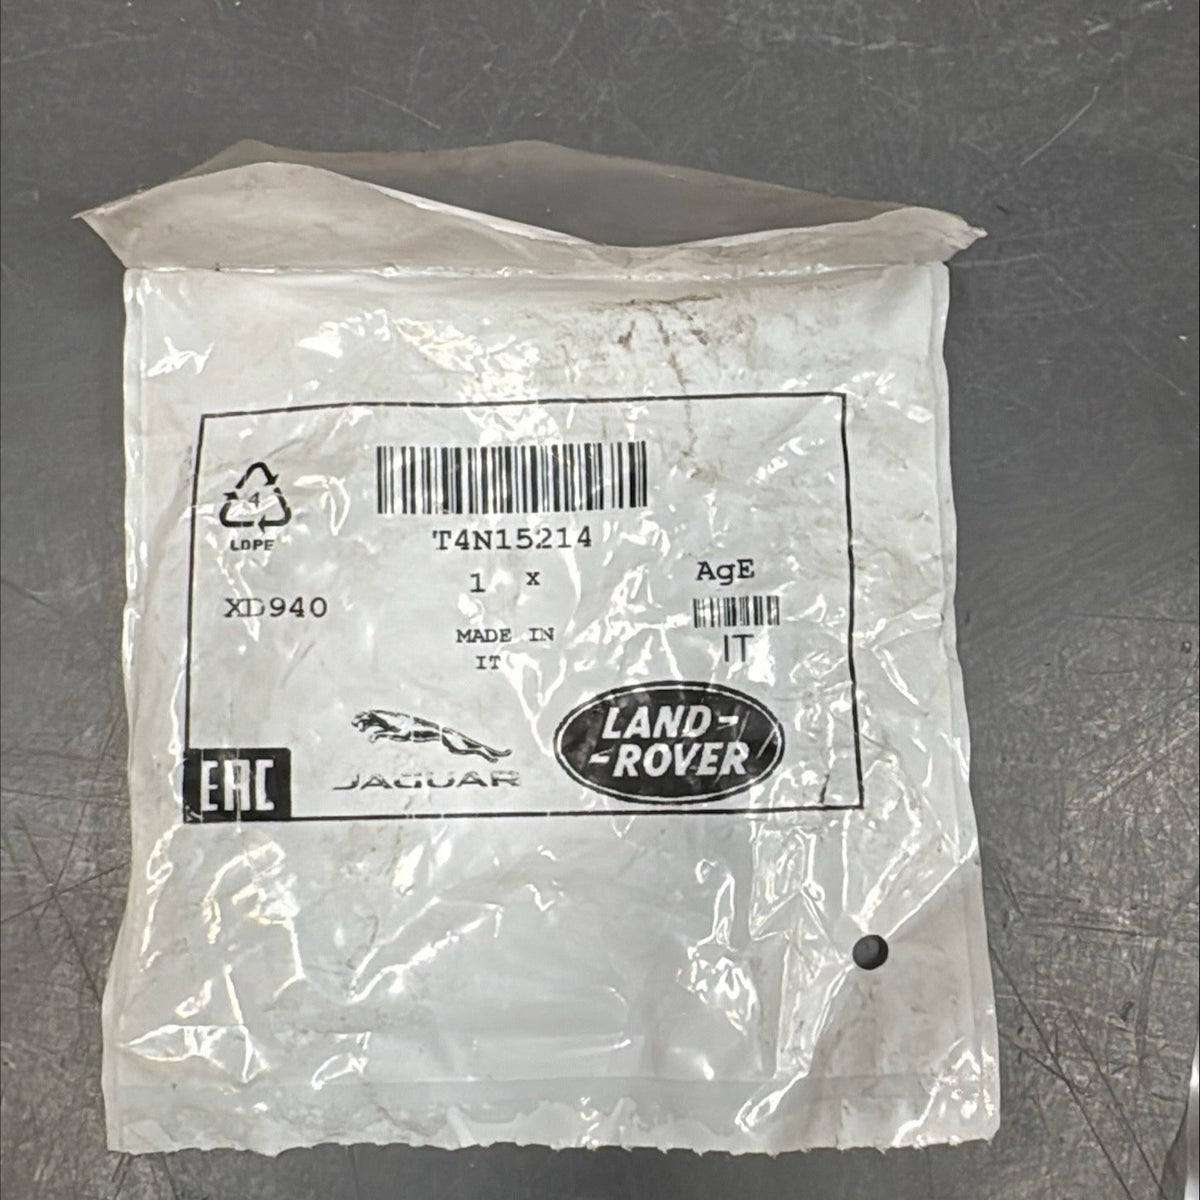 4
LDPE
T4N15214
1 x
XD940
AgE
MADE IN
IT
IT
EAC
JAGUAR
LAND-
-ROVER